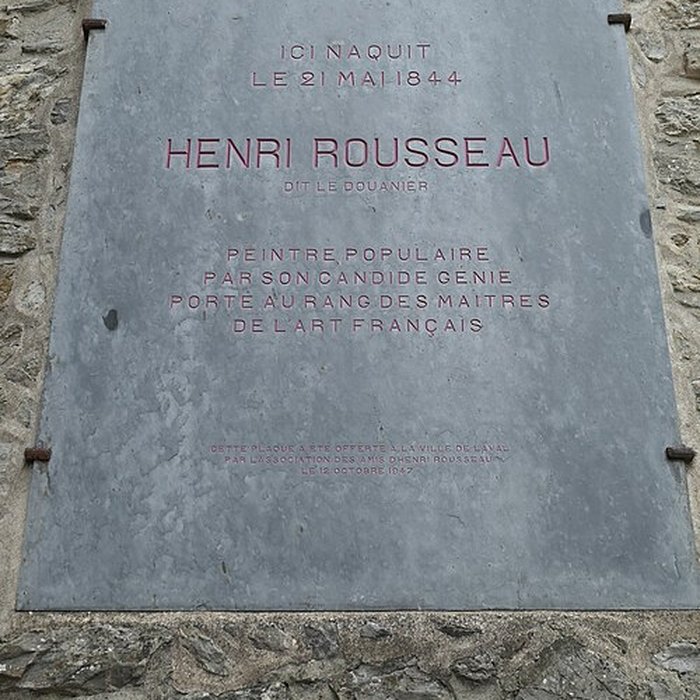 ICI NAQUIT
LE 21 MAI 1844
HENRI ROUSSEAU
DIT LE DOUANIER
PEINTRE POPULAIRE
PAR SON CANDIDE GÉNIE
PORTÉ AU RANG DES MAITRES
DE L'ART FRANÇAIS
CETTE PLAQUE A ÉTÉ OFFERTE A LA VILLE DE LAVAL
PAR L'ASSOCIATION DES AMIS D'HENRI ROUSSEAU
LE 12 OCTOBRE 1947